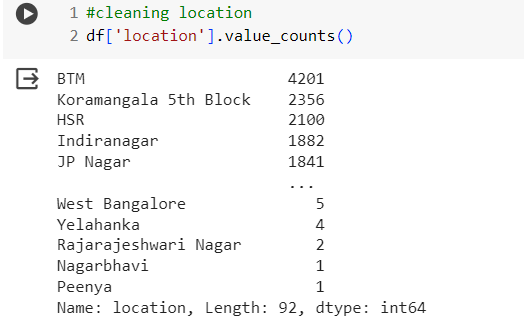 1 #cleaning location
2 df['location'].value_counts()
BTM 4201
Koramangala 5th Block 2356
HSR 2100
Indiranagar 1882
JP Nagar 1841
...
West Bangalore 5
Yelahanka 4
Rajarajeshwari Nagar 2
Nagarbhavi 1
Peenya 1
Name: location, Length: 92, dtype: int64